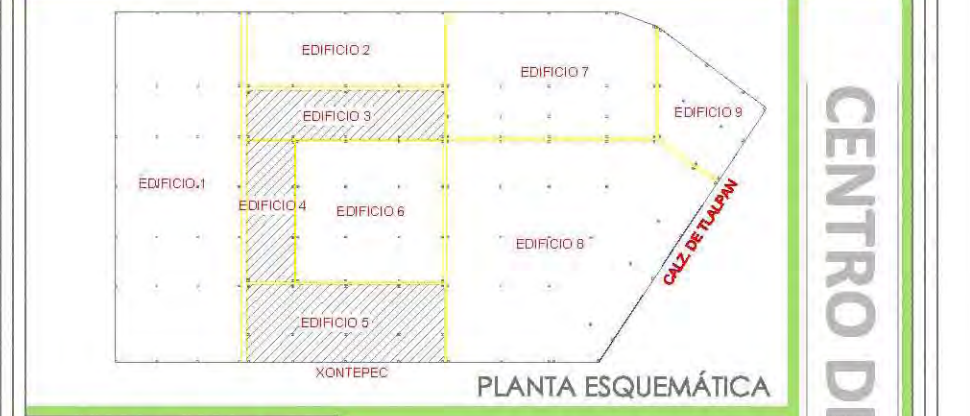 EDIFICIO 2
EDIFICIO 7
EDIFICIO 3
EDIFICIO 9
EDIFICIO 1
EDIFICIO 4
EDIFICIO 6
EDIFICIO 8
CALZ. DE TLALPAN
EDIFICIO 5
XONTEPEC
PLANTA ESQUEMÁTICA
CENTRO